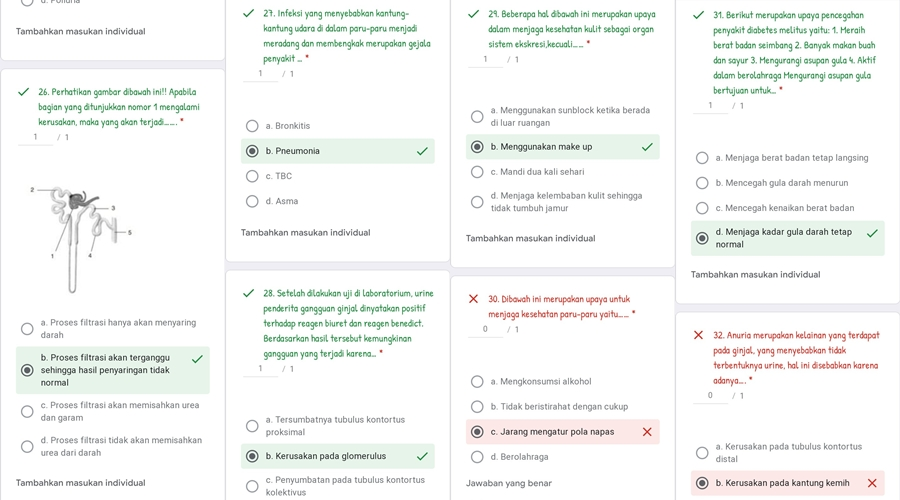 Tambahkan masukan individual
26. Perhatikan gambar dibawah ini!! Apabila
bagian yang ditunjukkan nomor 1 mengalami
kerusakan, maka yang akan terjadi....... *
1 / 1
2
3
5
1
4
a. Proses filtrasi hanya akan menyaring
darah
b. Proses filtrasi akan terganggu
sehingga hasil penyaringan tidak
normal
c. Proses filtrasi akan memisahkan urea
dan garam
d. Proses filtrasi tidak akan memisahkan
urea dari darah
Tambahkan masukan individual
27. Infeksi yang menyebabkan kantung-
kantung udara di dalam paru-paru menjadi
meradang dan membengkak merupakan gejala
penyakit ... *
1 / 1
a. Bronkitis
b. Pneumonia
c. TBC
d. Asma
Tambahkan masukan individual
28. Setelah dilakukan uji di laboratorium, urine
penderita gangguan ginjal dinyatakan positif
terhadap reagen biuret dan reagen benedict.
Berdasarkan hasil tersebut kemungkinan
gangguan yang terjadi karena... *
1 / 1
a. Tersumbatnya tubulus kontortus
proksimal
b. Kerusakan pada glomerulus
c. Penyumbatan pada tubulus kontortus
kolektivus
29. Beberapa hal dibawah ini merupakan upaya
dalam menjaga kesehatan kulit sebagai organ
sistem ekskresi,kecuali...... *
1 / 1
a. Menggunakan sunblock ketika berada
di luar ruangan
b. Menggunakan make up
c. Mandi dua kali sehari
d. Menjaga kelembaban kulit sehingga
tidak tumbuh jamur
Tambahkan masukan individual
30. Dibawah ini merupakan upaya untuk
menjaga kesehatan paru-paru yaitu...... *
0 / 1
a. Mengkonsumsi alkohol
b. Tidak beristirahat dengan cukup
c. Jarang mengatur pola napas
d. Berolahraga
Jawaban yang benar
31. Berikut merupakan upaya pencegahan
penyakit diabetes melitus yaitu: 1. Meraih
berat badan seimbang 2. Banyak makan buah
dan sayur 3. Mengurangi asupan gula 4. Aktif
dalam berolahraga Mengurangi asupan gula
bertujuan untuk... *
1 / 1
a. Menjaga berat badan tetap langsing
b. Mencegah gula darah menurun
c. Mencegah kenaikan berat badan
d. Menjaga kadar gula darah tetap
normal
Tambahkan masukan individual
32. Anuria merupakan kelainan yang terdapat
pada ginjal, yang menyebabkan tidak
terbentuknya urine, hal ini disebabkan karena
adanya.... *
0 / 1
a. Kerusakan pada tubulus kontortus
distal
b. Kerusakan pada kantung kemih